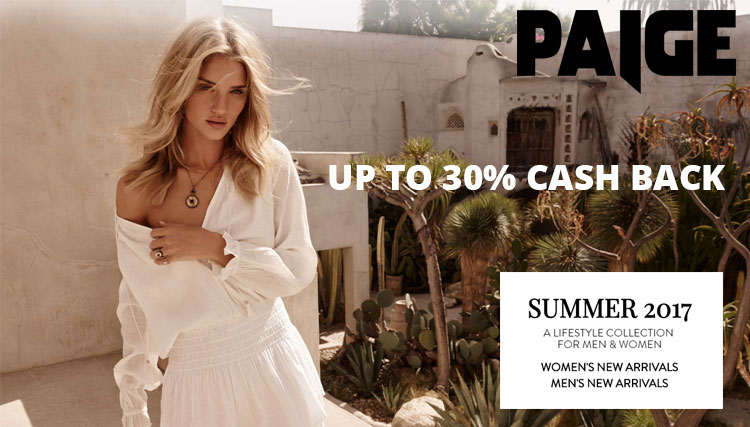 PAIGE
UP TO 30% CASH BACK
SUMMER 2017
A LIFESTYLE COLLECTION
FOR MEN & WOMEN
WOMEN'S NEW ARRIVALS
MEN'S NEW ARRIVALS